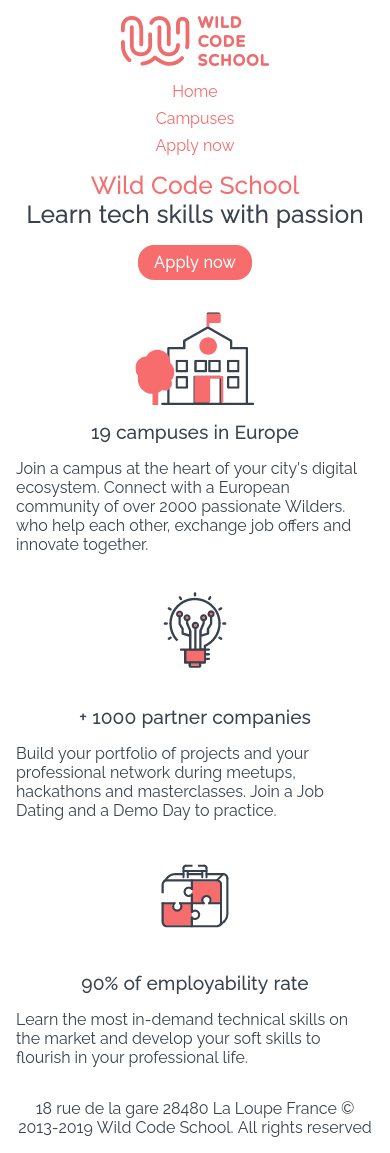 WILD
CODE
SCHOOL
Home
Campuses
Apply now
Wild Code School
Learn tech skills with passion
Apply now
19 campuses in Europe
Join a campus at the heart of your city's digital
ecosystem. Connect with a European
community of over 2000 passionate Wilders.
who help each other, exchange job offers and
innovate together.
+ 1000 partner companies
Build your portfolio of projects and your
professional network during meetups,
hackathons and masterclasses. Join a Job
Dating and a Demo Day to practice.
90% of employability rate
Learn the most in-demand technical skills on
the market and develop your soft skills to
flourish in your professional life.
18 rue de la gare 28480 La Loupe France ©
2013-2019 Wild Code School. All rights reserved